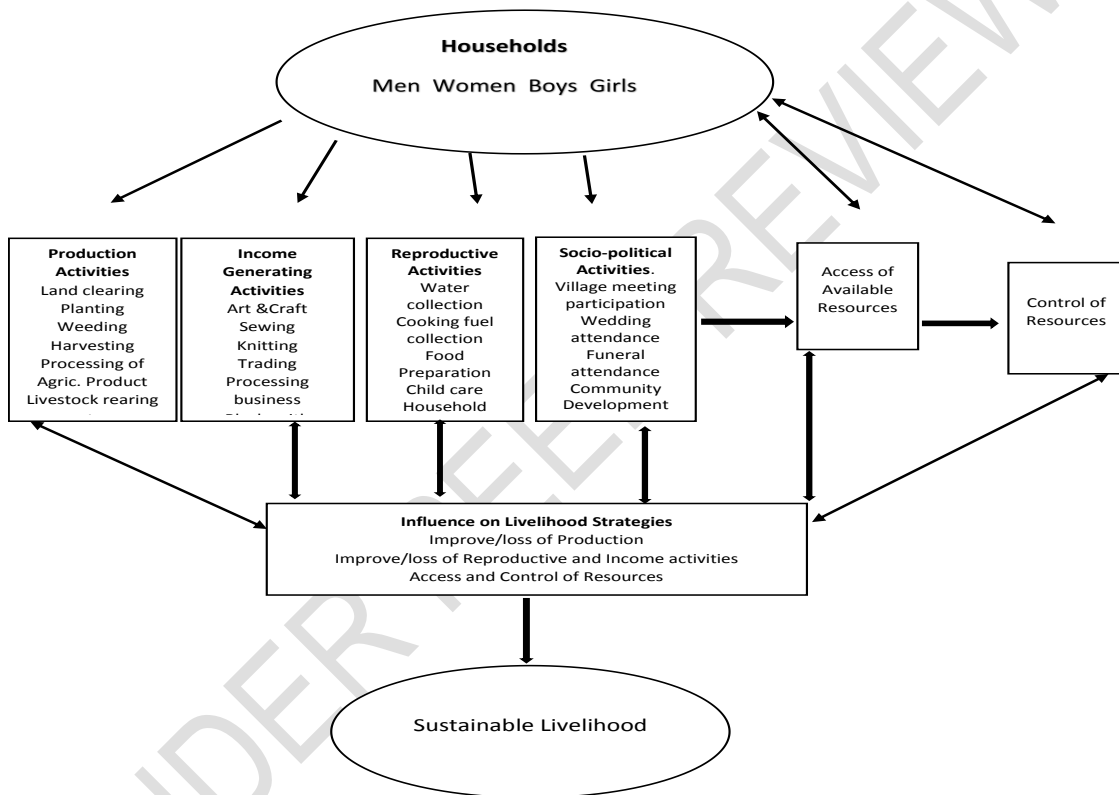 Households
Men Women Boys Girls
Production
Activities
Land clearing
Planting
Weeding
Harvesting
Processing of
Agric. Product
Livestock rearing
Income
Generating
Activities
Art &Craft
Sewing
Knitting
Trading
Processing
business
Reproductive
Activities
Water
collection
Cooking fuel
collection
Food
Preparation
Child care
Household
Socio-political
Activities.
Village meeting
participation
Wedding
attendance
Funeral
attendance
Community
Development
Access of
Available
Resources
Control of
Resources
Influence on Livelihood Strategies
Improve/loss of Production
Improve/loss of Reproductive and Income activities
Access and Control of Resources
Sustainable Livelihood